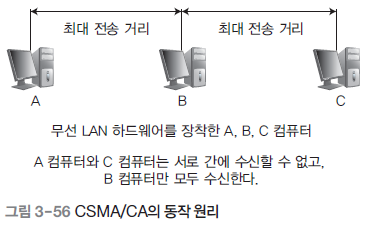 최대 전송 거리 최대 전송 거리
A B C
무선 LAN 하드웨어를 장착한 A, B, C 컴퓨터
A 컴퓨터와 C 컴퓨터는 서로 간에 수신할 수 없고,
B 컴퓨터만 모두 수신한다.
그림 3-56 CSMA/CA의 동작 원리